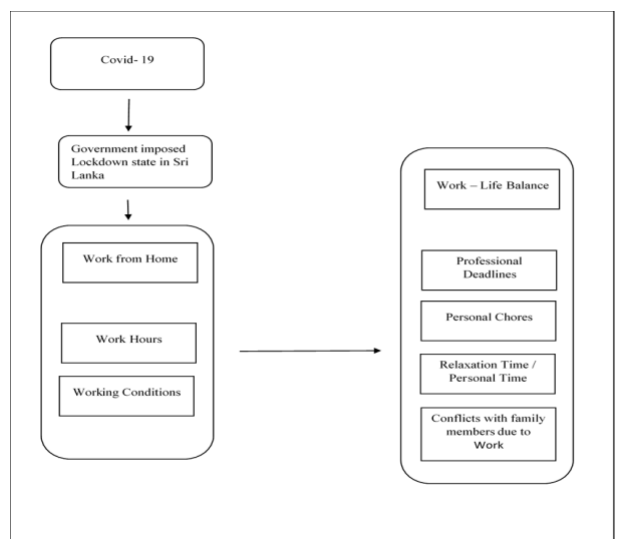 Covid- 19
Government imposed
Lockdown state in Sri
Lanka
Work from Home
Work Hours
Working Conditions
Work – Life Balance
Professional
Deadlines
Personal Chores
Relaxation Time /
Personal Time
Conflicts with family
members due to
Work